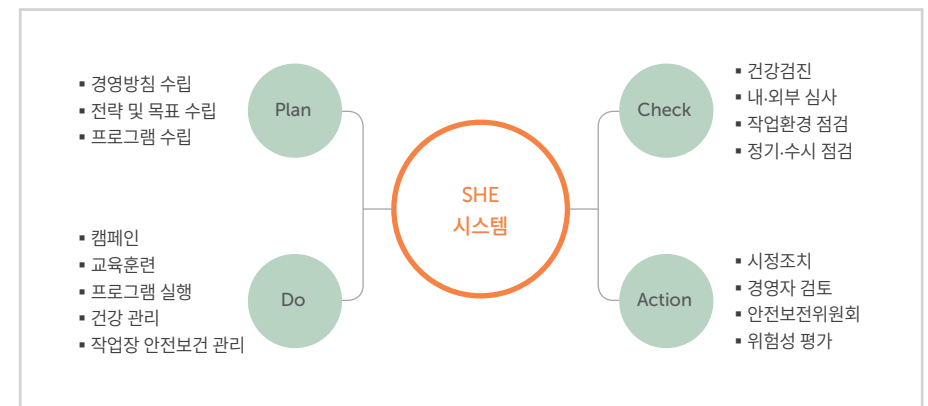 ▪ 경영방침 수립
▪ 전략 및 목표 수립
▪ 프로그램 수립
Plan
▪ 캠페인
▪ 교육훈련
▪ 프로그램 실행
▪ 건강 관리
▪ 작업장 안전보건 관리
Do
SHE
시스템
Check
▪ 건강검진
▪ 내·외부 심사
▪ 작업환경 점검
▪ 정기·수시 점검
Action
▪ 시정조치
▪ 경영자 검토
▪ 안전보전위원회
▪ 위험성 평가